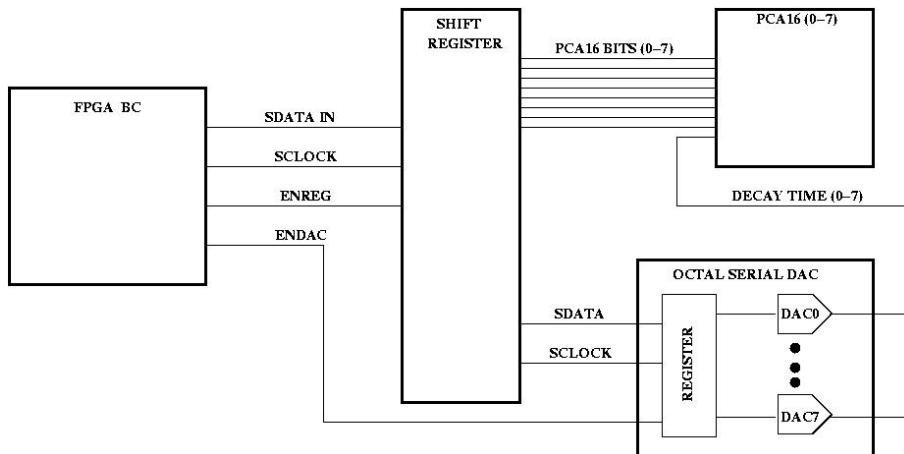 SHIFT
REGISTER
PCA16 (0–7)
PCA16 BITS (0–7)
FPGA BC
SDATA IN
SCLOCK
ENREG
ENDAC
DECAY TIME (0–7)
OCTAL SERIAL DAC
SDATA
SCLOCK
REGISTER
DAC0
DAC7